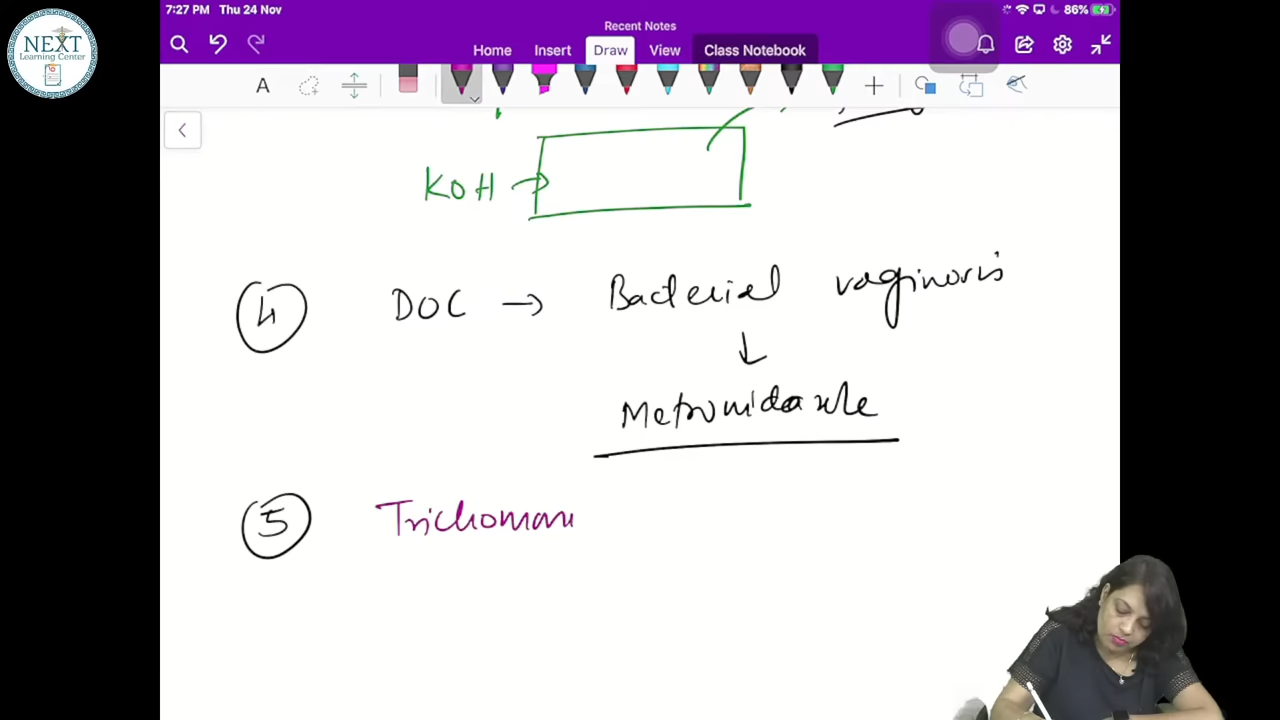 7:27 PM Thu 24 Nov
86%
Recent Notes
NEXT
Learning Center
Home Insert Draw View Class Notebook
A
KOH →
4 DOC → Bacterial vaginosis
↓
Metronidazole
5 Trichomon